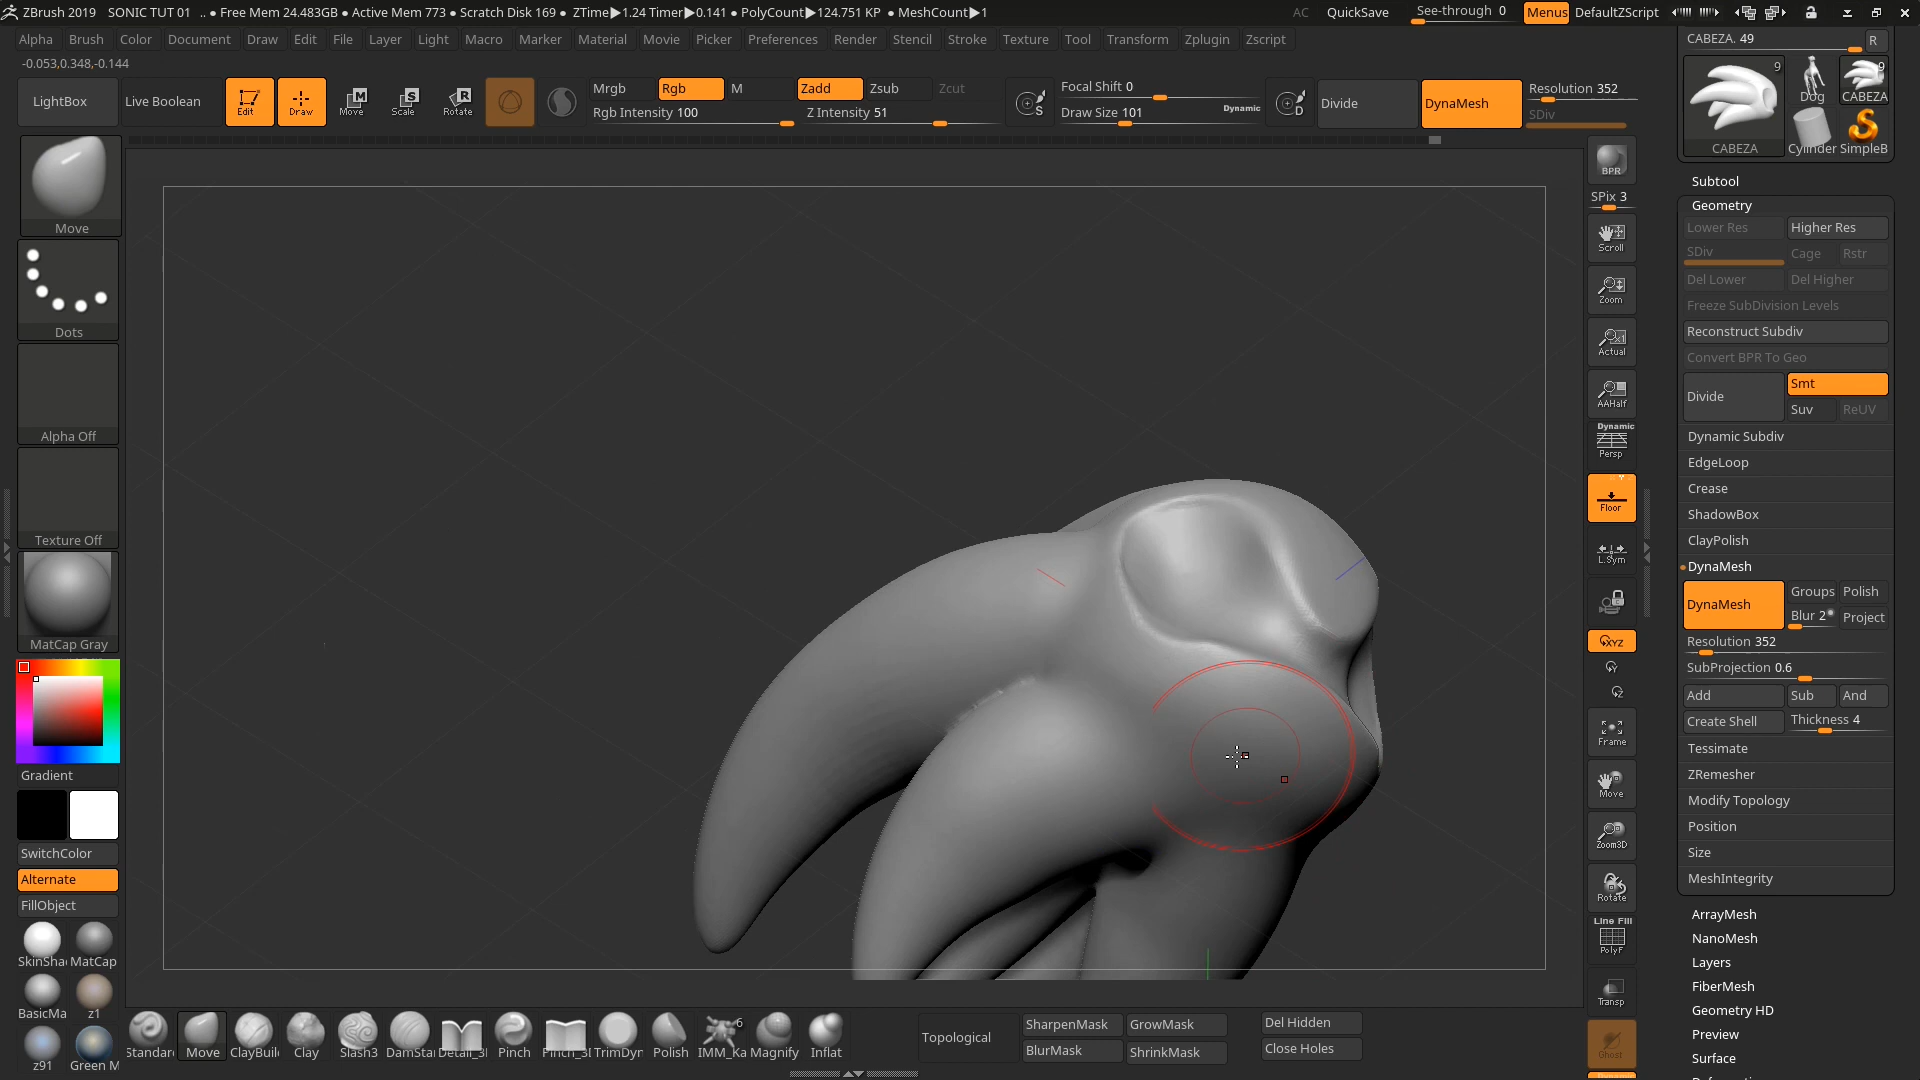 ZBrush 2019 SONIC TUT 01 .. ● Free Mem 24.483GB ● Active Mem 773 ● Scratch Disk 169 ● ZTime▶1.24 Timer▶0.141 ● PolyCount▶124.751 KP ● MeshCount▶1 AC QuickSave See-through 0 Menus DefaultZScript
Alpha Brush Color Document Draw Edit File Layer Light Macro Marker Material Movie Picker Preferences Render Stencil Stroke Texture Tool Transform Zplugin Zscript
-0.053,0.348,-0.144
LightBox
Live Boolean
Edit
Draw
Move
Scale
Rotate
Mrgb Rgb M Zadd Zsub Zcut
Rgb Intensity 100 Z Intensity 51
Focal Shift 0
Draw Size 101 Dynamic
Divide
DynaMesh
Resolution 352
SDiv
Move
Dots
Alpha Off
Texture Off
MatCap Gray
Gradient
SwitchColor
Alternate
FillObject
SkinSha MatCap
BasicMa z1
z91 Green M
Standar Move ClayBuil Clay Slash3 DamSta Detail_3 Pinch TrimDyn Polish IMM_Ka Magnify Inflat
6
Topological
SharpenMask GrowMask
BlurMask ShrinkMask
Del Hidden
Close Holes
BPR
SPix 3
Scroll
Zoom
Actual
AAHalf
Dynamic
Persp
Floor
L.Sym
XYZ
Y
Z
Frame
Move
Zoom3D
Rotate
Line Fill
PolyF
Transp
Ghost
CABEZA. 49 R
9
CABEZA
Dog
9
CABEZA
Cylinder SimpleB
Subtool
Geometry
Lower Res Higher Res
SDiv Cage Rstr
Del Lower Del Higher
Freeze SubDivision Levels
Reconstruct Subdiv
Convert BPR To Geo
Divide Smt
Suv ReUV
Dynamic Subdiv
EdgeLoop
Crease
ShadowBox
ClayPolish
DynaMesh
DynaMesh Groups Polish
Blur 2 Project
Resolution 352
SubProjection 0.6
Add Sub And
Create Shell Thickness 4
Tessimate
ZRemesher
Modify Topology
Position
Size
MeshIntegrity
ArrayMesh
NanoMesh
Layers
FiberMesh
Geometry HD
Preview
Surface